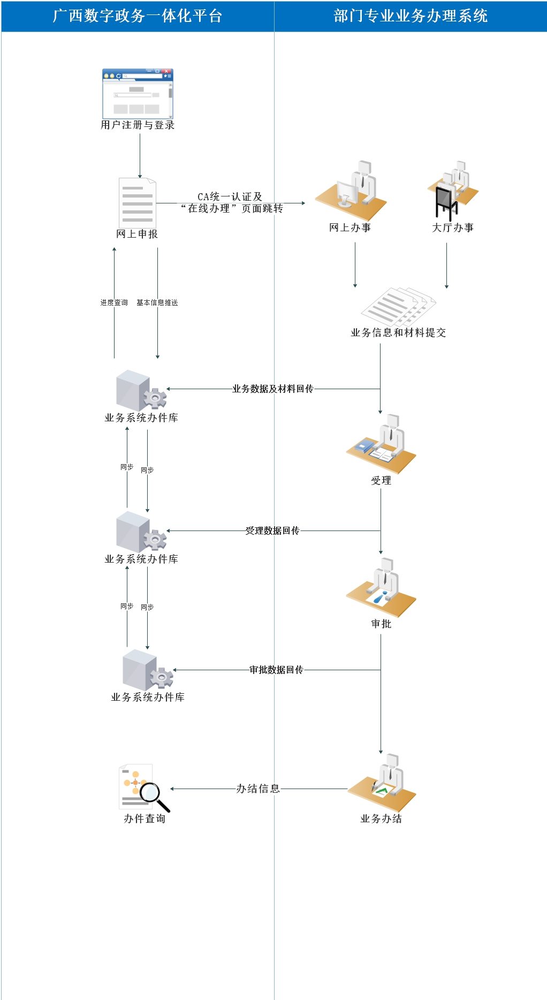 广西数字政务一体化平台
部门专业业务办理系统
用户注册与登录
CA统一认证及
“在线办理”页面跳转
网上申报
网上办事
大厅办事
进度查询
基本信息推送
业务信息和材料提交
业务数据及材料回传
业务系统办件库
同步
同步
受理
受理数据回传
业务系统办件库
同步
同步
审批
审批数据回传
业务系统办件库
办结信息
办件查询
业务办结